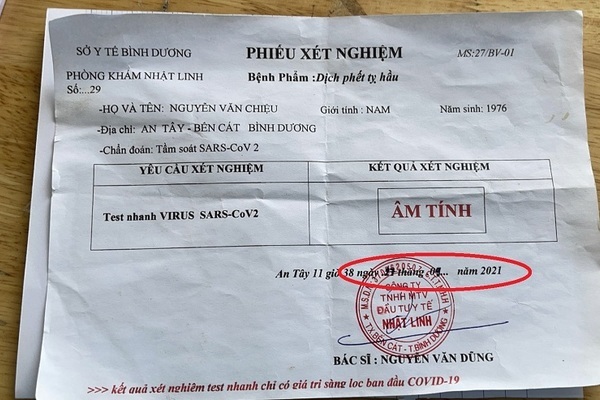 SỞ Y TẾ BÌNH DƯƠNG
PHIẾU XÉT NGHIỆM
MS:27/BV-01
PHÒNG KHÁM NHẬT LINH
Bệnh Phẩm: Dịch phết tỵ hầu
Số:...29
-HỌ VÀ TÊN: NGUYỄN VĂN CHIỆU
Giới tính : NAM
Năm sinh: 1976
-Địa chỉ: AN TÂY - BẾN CÁT BÌNH DƯƠNG
-Chẩn đoán: Tầm soát SARS-CoV 2
YÊU CẦU XÉT NGHIỆM
KẾT QUẢ XÉT NGHIỆM
Test nhanh VIRUS SARS-CoV2
ÂM TÍNH
An Tây 11 giờ 38 ngày tháng năm 2021
CÔNG TY
TNHH MTV
ĐẦU TƯ Y TẾ
NHẬT LINH
TX.BẾN CÁT - T.BÌNH DƯƠNG
BÁC SĨ : NGUYỄN VĂN DŨNG
>>> kết quả xét nghiệm test nhanh chỉ có giá trị sàng lọc ban đầu COVID-19